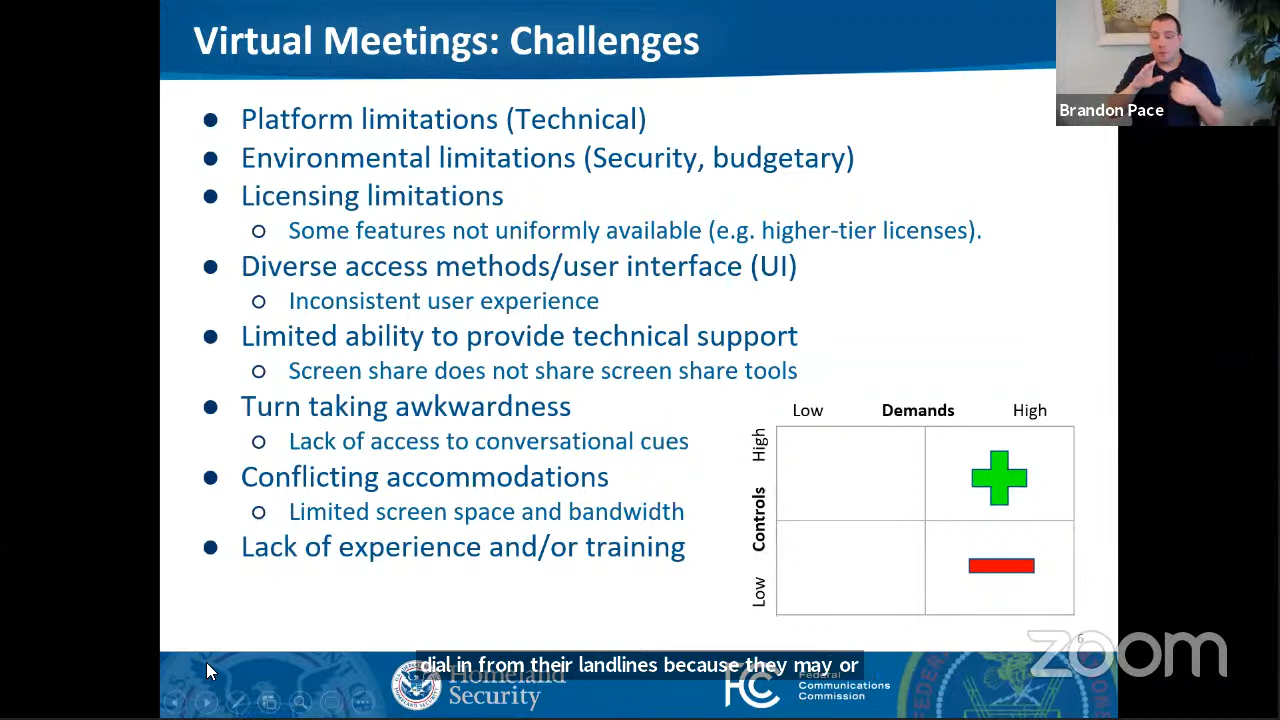 Virtual Meetings: Challenges
Brandon Pace
● Platform limitations (Technical)
● Environmental limitations (Security, budgetary)
● Licensing limitations
○ Some features not uniformly available (e.g. higher-tier licenses).
● Diverse access methods/user interface (UI)
○ Inconsistent user experience
● Limited ability to provide technical support
○ Screen share does not share screen share tools
● Turn taking awkwardness
○ Lack of access to conversational cues
● Conflicting accommodations
○ Limited screen space and bandwidth
● Lack of experience and/or training
Low Demands High
High
Controls
Low
6
zoom
dial in from their landlines because they may or
Homeland
Security
FCC
Federal
Communications
Commission